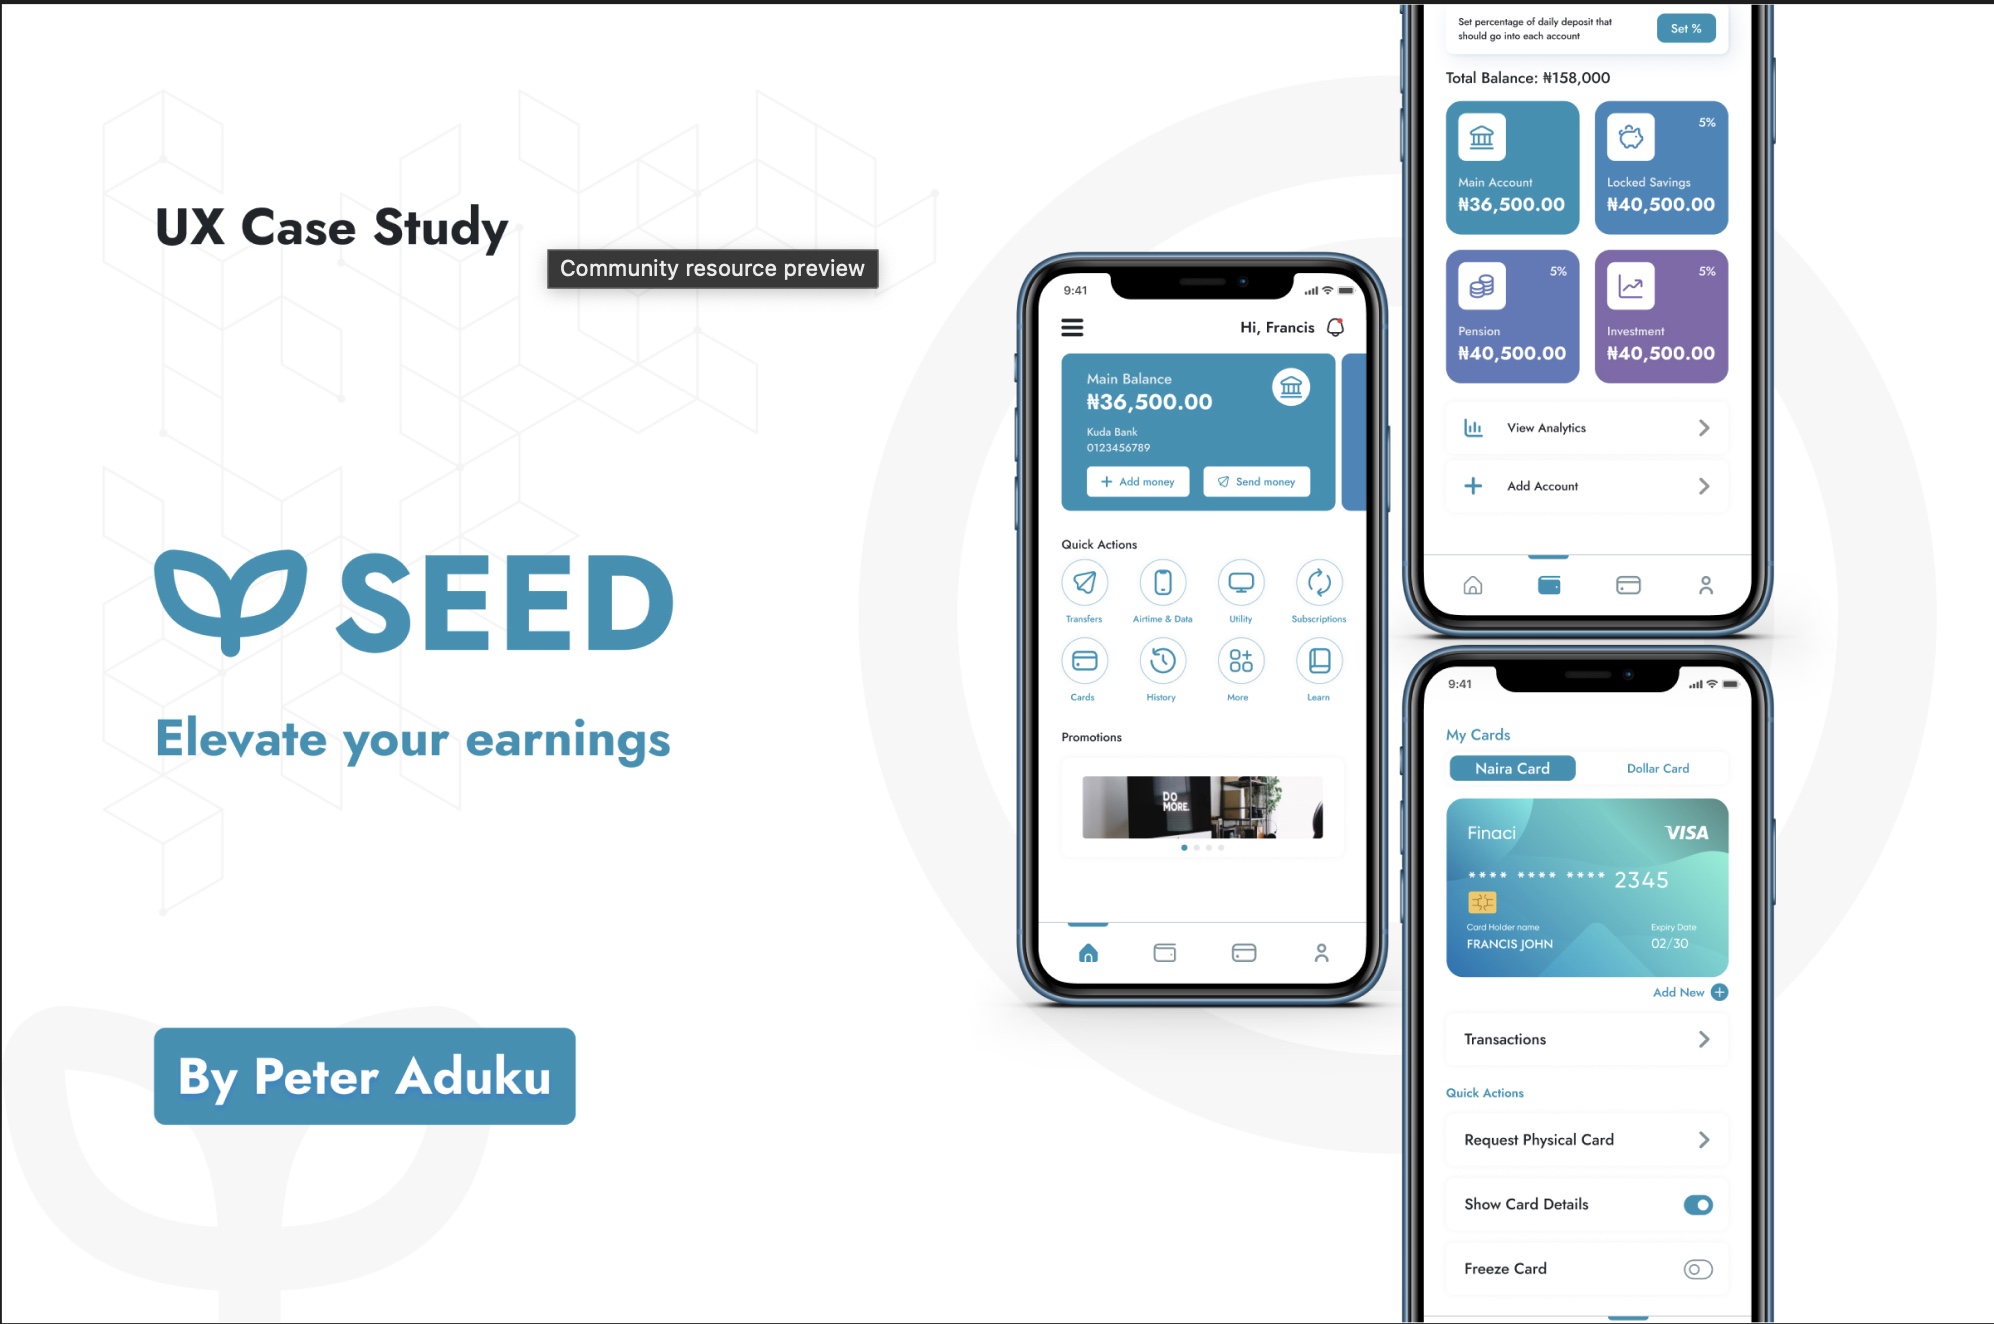 UX Case Study
Community resource preview
SEED
Elevate your earnings
By Peter Aduku
9:41
Hi, Francis
Main Balance
₦36,500.00
Kuda Bank
0123456789
Add money
Send money
Quick Actions
Transfers
Airtime & Data
Utility
Subscriptions
Cards
History
More
Learn
Promotions
DO
MORE.
Set percentage of daily deposit that
should go into each account
Set %
Total Balance: ₦158,000
Main Account
₦36,500.00
5%
Locked Savings
₦40,500.00
5%
Pension
₦40,500.00
5%
Investment
₦40,500.00
View Analytics
Add Account
9:41
My Cards
Naira Card
Dollar Card
Finaci
VISA
**** **** **** 2345
Card Holder name
FRANCIS JOHN
Expiry Date
02/30
Add New
Transactions
Quick Actions
Request Physical Card
Show Card Details
Freeze Card